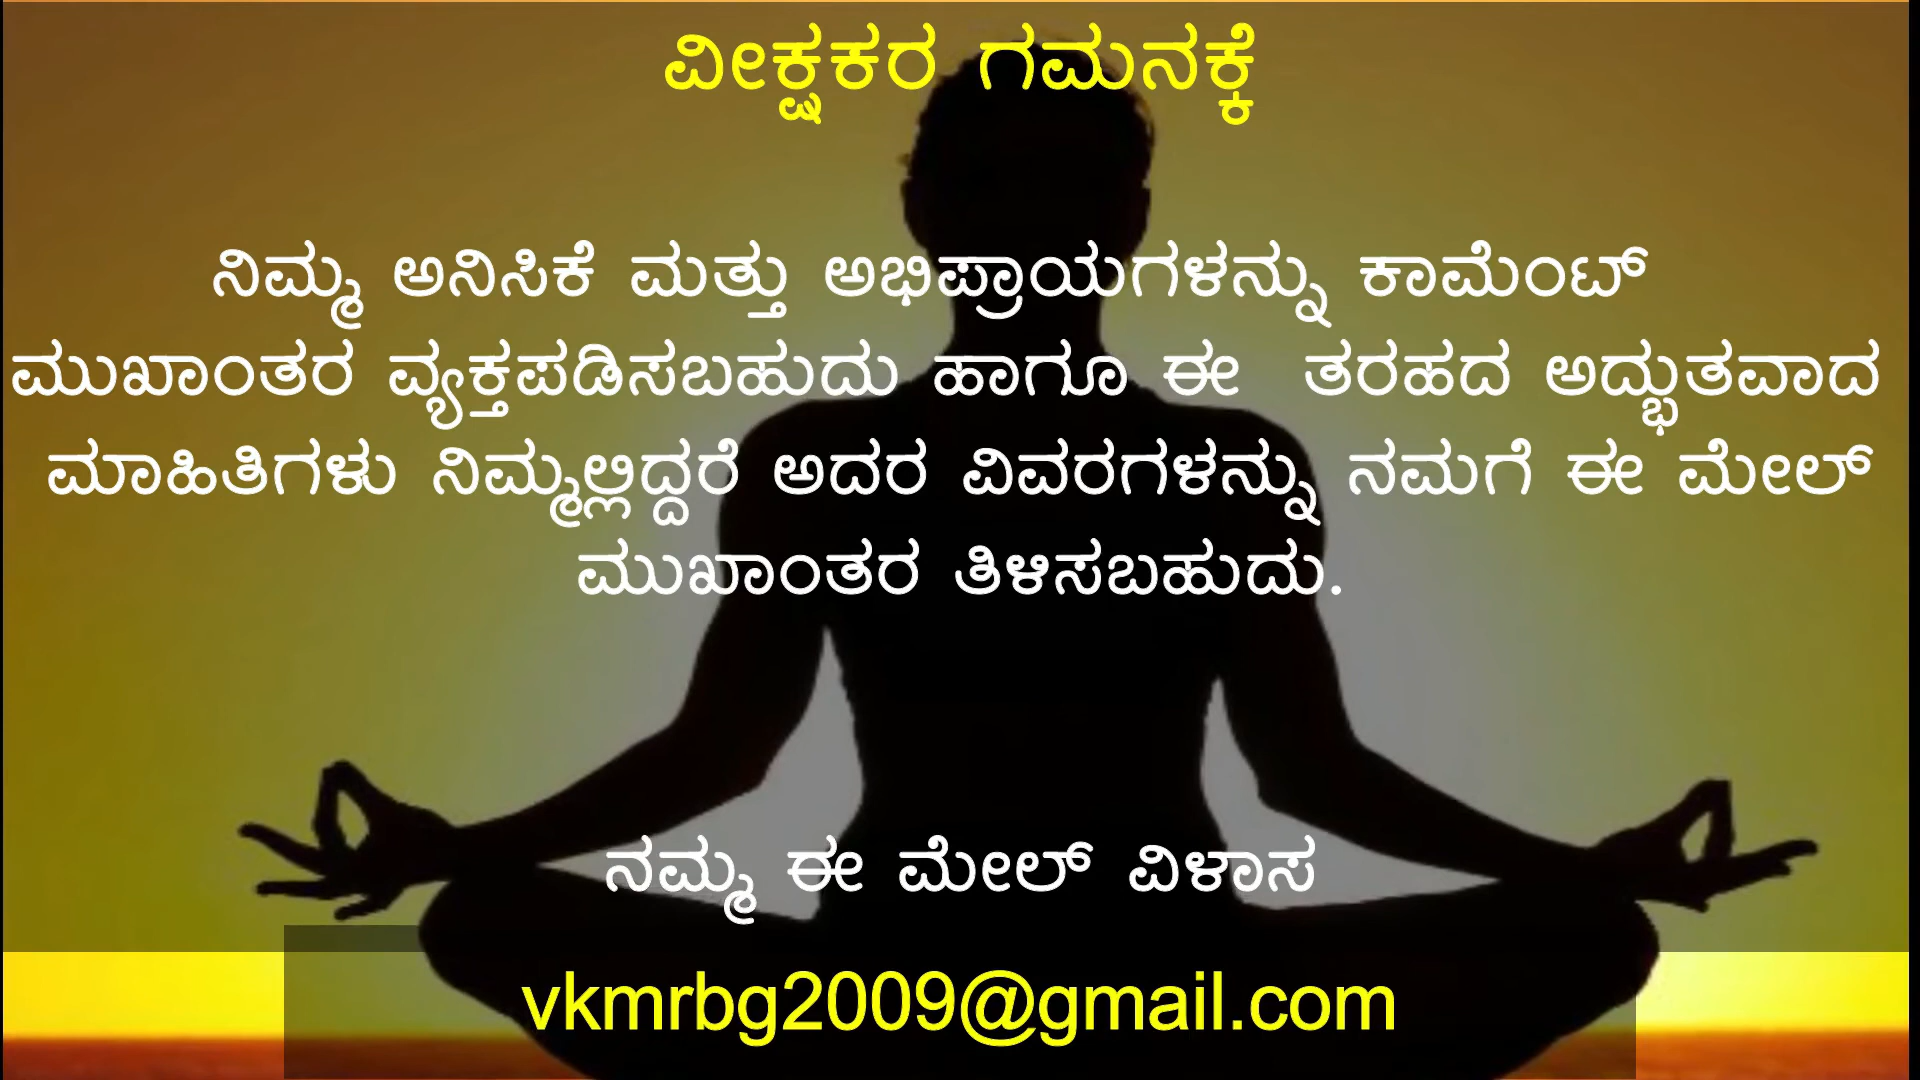 ವೀಕ್ಷಕರ ಗಮನಕ್ಕೆ
ನಿಮ್ಮ ಅನಿಸಿಕೆ ಮತ್ತು ಅಭಿಪ್ರಾಯಗಳನ್ನು ಕಾಮೆಂಟ್
ಮುಖಾಂತರ ವ್ಯಕ್ತಪಡಿಸಬಹುದು ಹಾಗೂ ಈ ತರಹದ ಅದ್ಭುತವಾದ
ಮಾಹಿತಿಗಳು ನಿಮ್ಮಲ್ಲಿದ್ದರೆ ಅದರ ವಿವರಗಳನ್ನು ನಮಗೆ ಈ ಮೇಲ್
ಮುಖಾಂತರ ತಿಳಿಸಬಹುದು.
ನಮ್ಮ ಈ ಮೇಲ್ ವಿಳಾಸ
vkmrbg2009@gmail.com